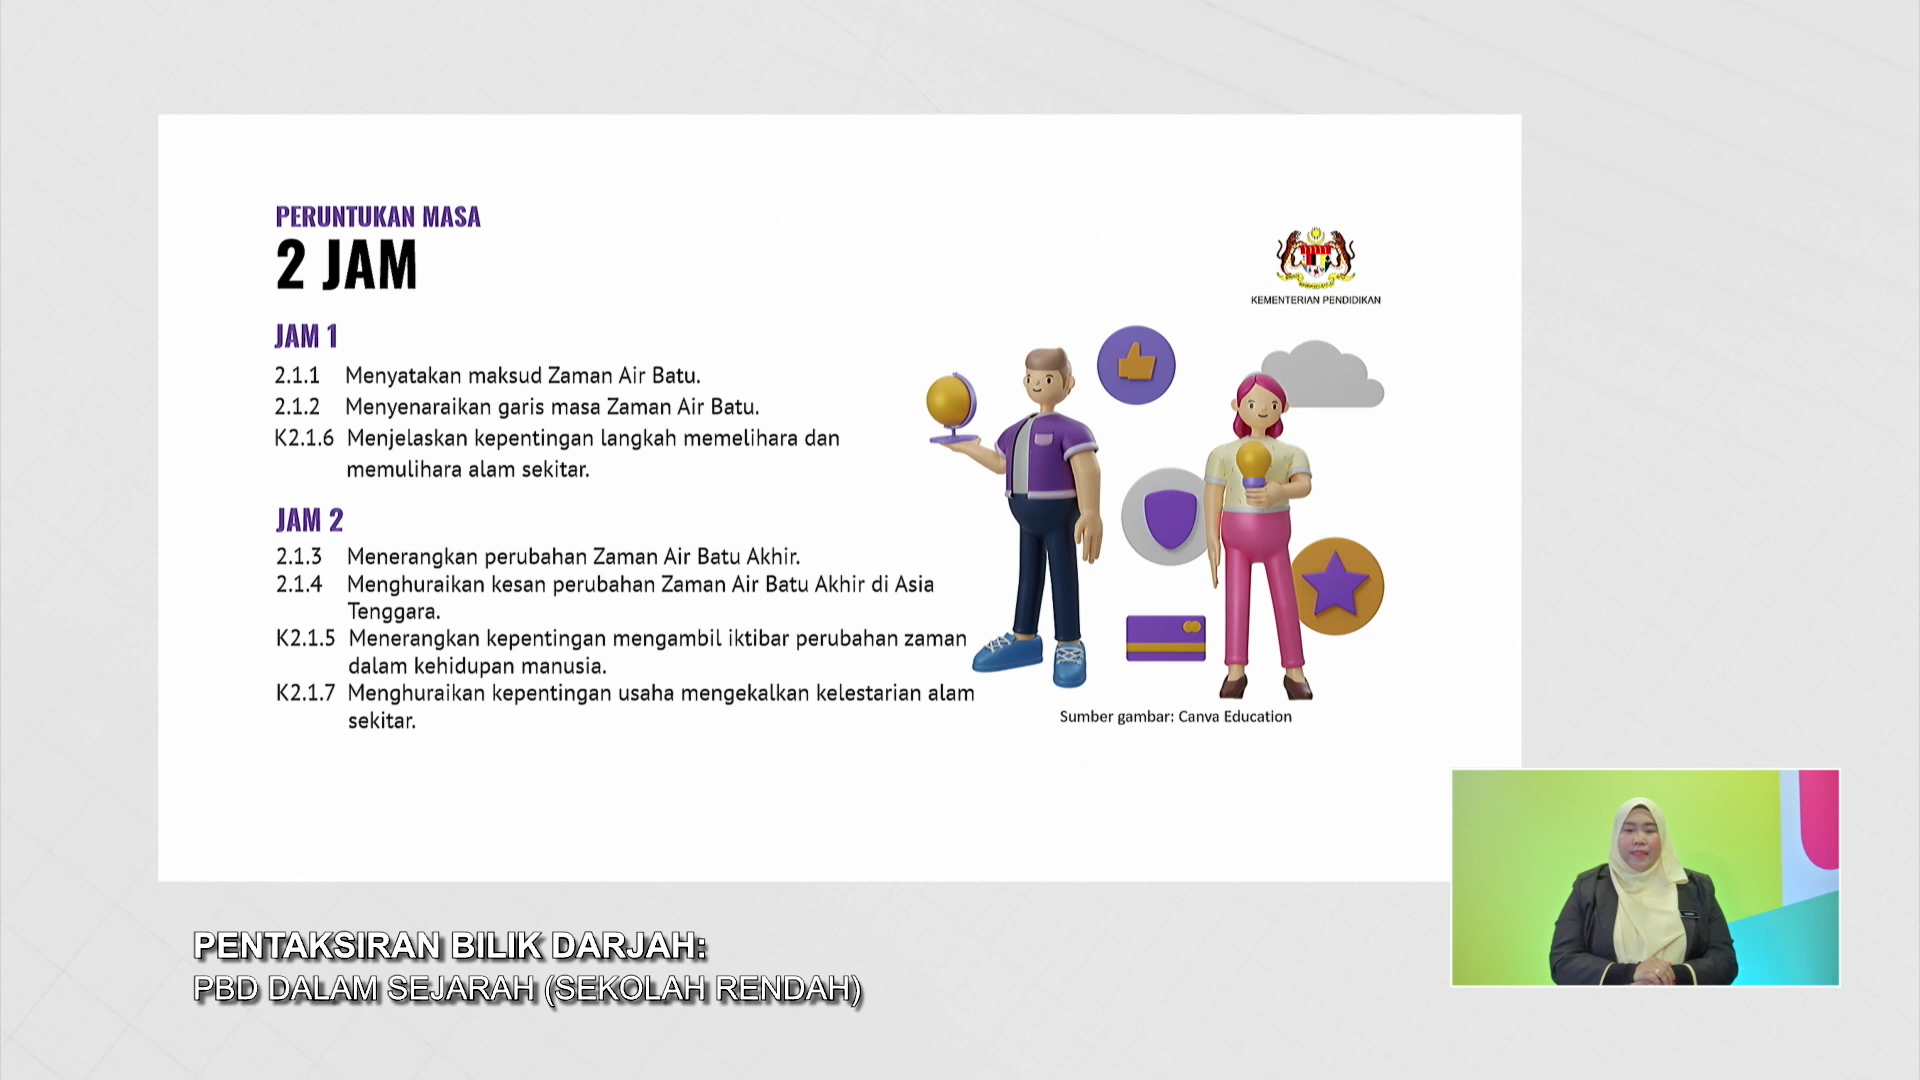 PERUNTUKAN MASA
2 JAM
KEMENTERIAN PENDIDIKAN
JAM 1
2.1.1 Menyatakan maksud Zaman Air Batu.
2.1.2 Menyenaraikan garis masa Zaman Air Batu.
K2.1.6 Menjelaskan kepentingan langkah memelihara dan
memulihara alam sekitar.
JAM 2
2.1.3 Menerangkan perubahan Zaman Air Batu Akhir.
2.1.4 Menghuraikan kesan perubahan Zaman Air Batu Akhir di Asia
Tenggara.
K2.1.5 Menerangkan kepentingan mengambil iktibar perubahan zaman
dalam kehidupan manusia.
K2.1.7 Menghuraikan kepentingan usaha mengekalkan kelestarian alam
sekitar.
Sumber gambar: Canva Education
PENTAKSIRAN BILIK DARJAH:
PBD DALAM SEJARAH (SEKOLAH RENDAH)